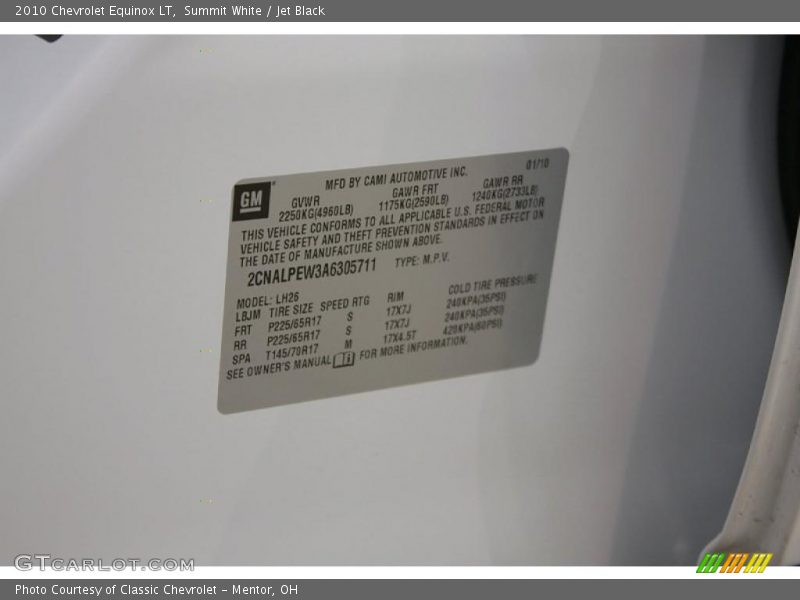 2010 Chevrolet Equinox LT, Summit White / Jet Black
GM
MFD BY CAMI AUTOMOTIVE INC. 01/10
GVWR GAWR FRT GAWR RR
2250KG(4960LB) 1175KG(2590LB) 1240KG(2733LB)
THIS VEHICLE CONFORMS TO ALL APPLICABLE U.S. FEDERAL MOTOR
VEHICLE SAFETY AND THEFT PREVENTION STANDARDS IN EFFECT ON
THE DATE OF MANUFACTURE SHOWN ABOVE.
2CNALPEW3A6305711 TYPE: M.P.V.
MODEL: LH26
LBJM TIRE SIZE SPEED RTG RIM COLD TIRE PRESSURE
FRT P225/65R17 S 17X7J 240KPA(35PSI)
RR P225/65R17 S 17X7J 240KPA(35PSI)
SPA T145/70R17 M 17X4.5T 420KPA(60PSI)
SEE OWNER'S MANUAL FOR MORE INFORMATION.
GTCARLOT.COM
Photo Courtesy of Classic Chevrolet - Mentor, OH